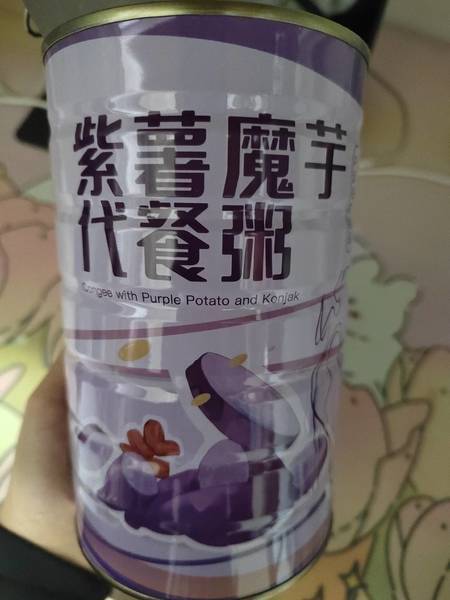 紫薯魔芋
代餐粥
Congee with Purple Potato and Konjak